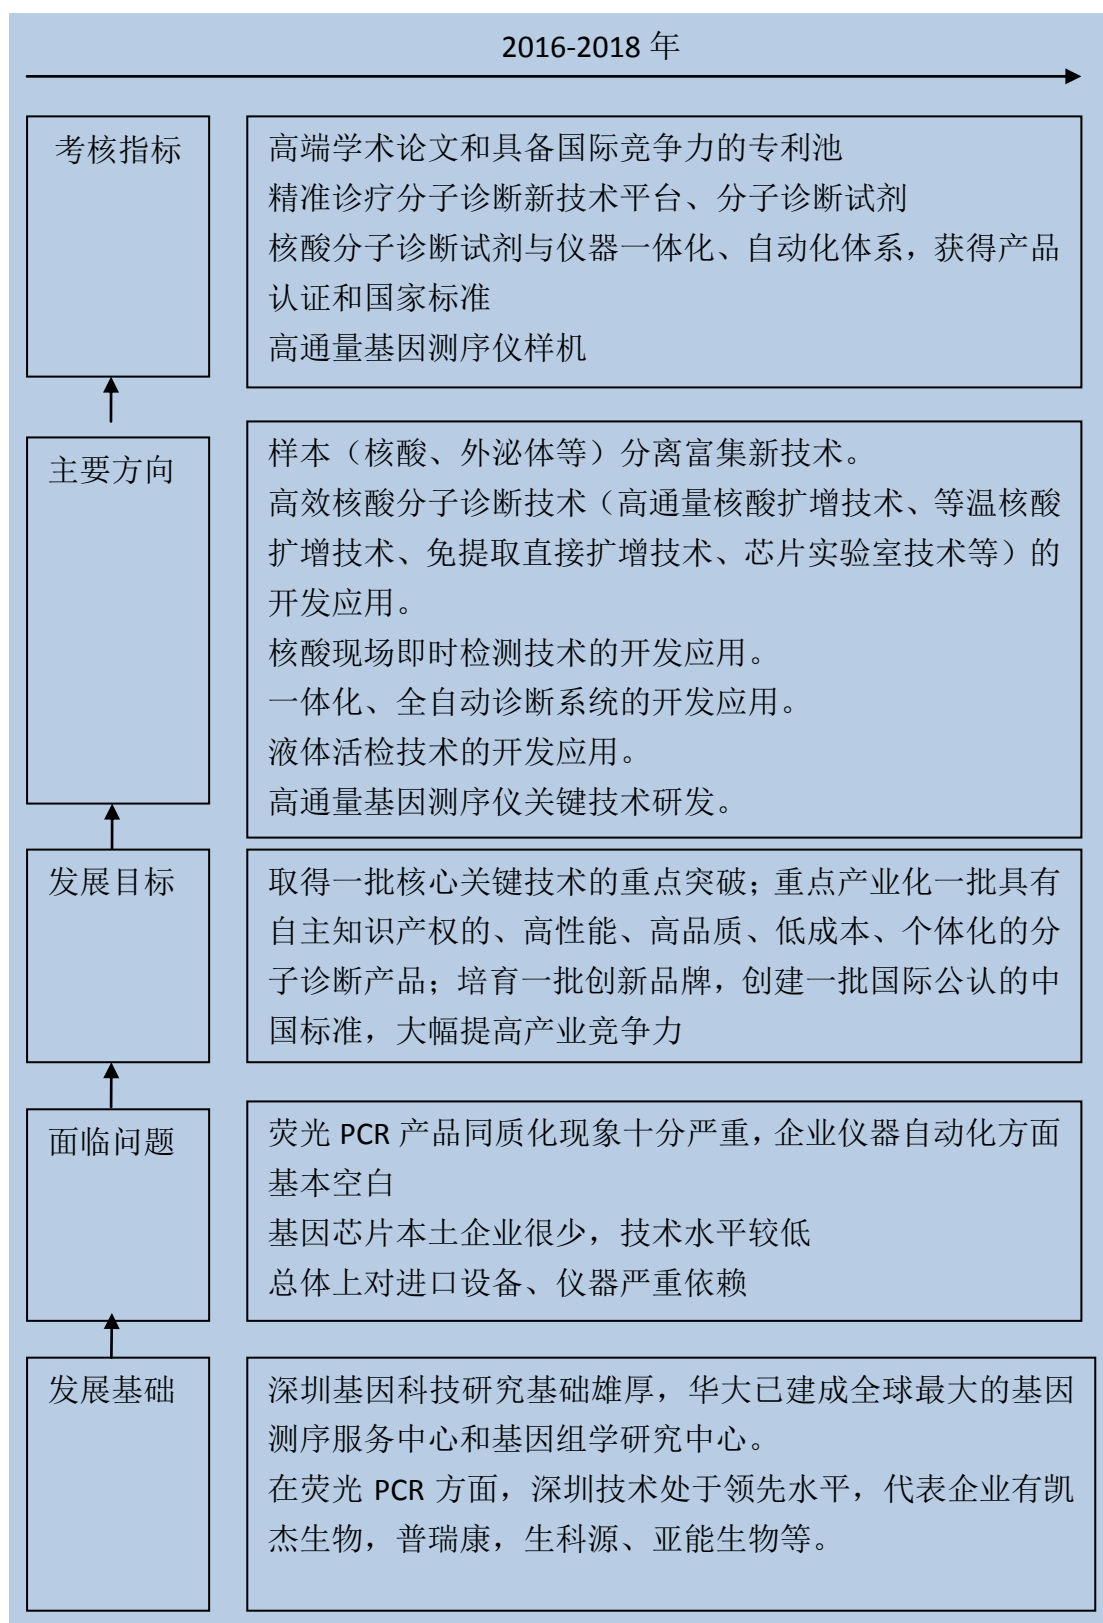 2016-2018 年
考核指标
高端学术论文和具备国际竞争力的专利池
精准诊疗分子诊断新技术平台、分子诊断试剂
核酸分子诊断试剂与仪器一体化、自动化体系，获得产品
认证和国家标准
高通量基因测序仪样机
主要方向
样本（核酸、外泌体等）分离富集新技术。
高效核酸分子诊断技术（高通量核酸扩增技术、等温核酸
扩增技术、免提取直接扩增技术、芯片实验室技术等）的
开发应用。
核酸现场即时检测技术的开发应用。
一体化、全自动诊断系统的开发应用。
液体活检技术的开发应用。
高通量基因测序仪关键技术研发。
发展目标
取得一批核心关键技术的重点突破；重点产业化一批具有
自主知识产权的、高性能、高品质、低成本、个体化的分
子诊断产品；培育一批创新品牌，创建一批国际公认的中
国标准，大幅提高产业竞争力
面临问题
荧光 PCR 产品同质化现象十分严重，企业仪器自动化方面
基本空白
基因芯片本土企业很少，技术水平较低
总体上对进口设备、仪器严重依赖
发展基础
深圳基因科技研究基础雄厚，华大已建成全球最大的基因
测序服务中心和基因组学研究中心。
在荧光 PCR 方面，深圳技术处于领先水平，代表企业有凯
杰生物，普瑞康，生科源、亚能生物等。